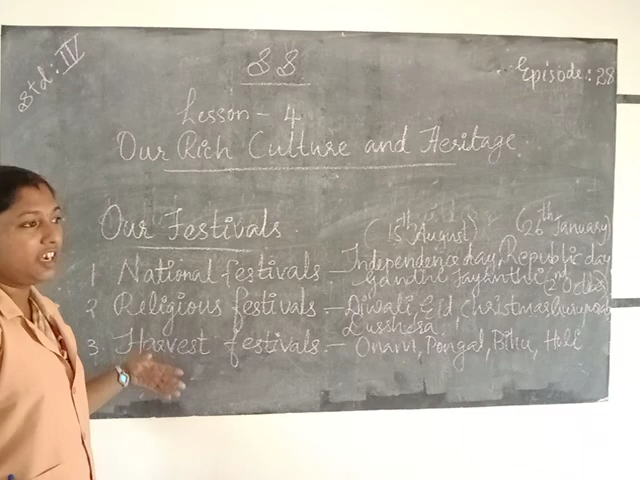 Std: IV
SS
Episode: 28
Lesson - 4
Our Rich Culture and Heritage
Our Festivals
(15th August) (26th January)
1 National festivals - Independence day, Republic day
Gandhi Jayanthi (2nd
2 Religious festivals - Diwali, Eid, Christmas,
Dusshera
3. Harvest festivals. - Onam, Pongal, Bihu, Holi